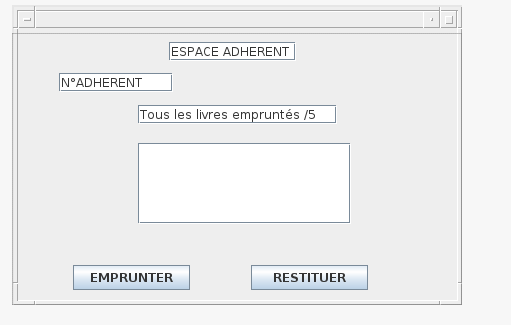 ESPACE ADHERENT
N°ADHERENT
Tous les livres empruntés /5
EMPRUNTER
RESTITUER